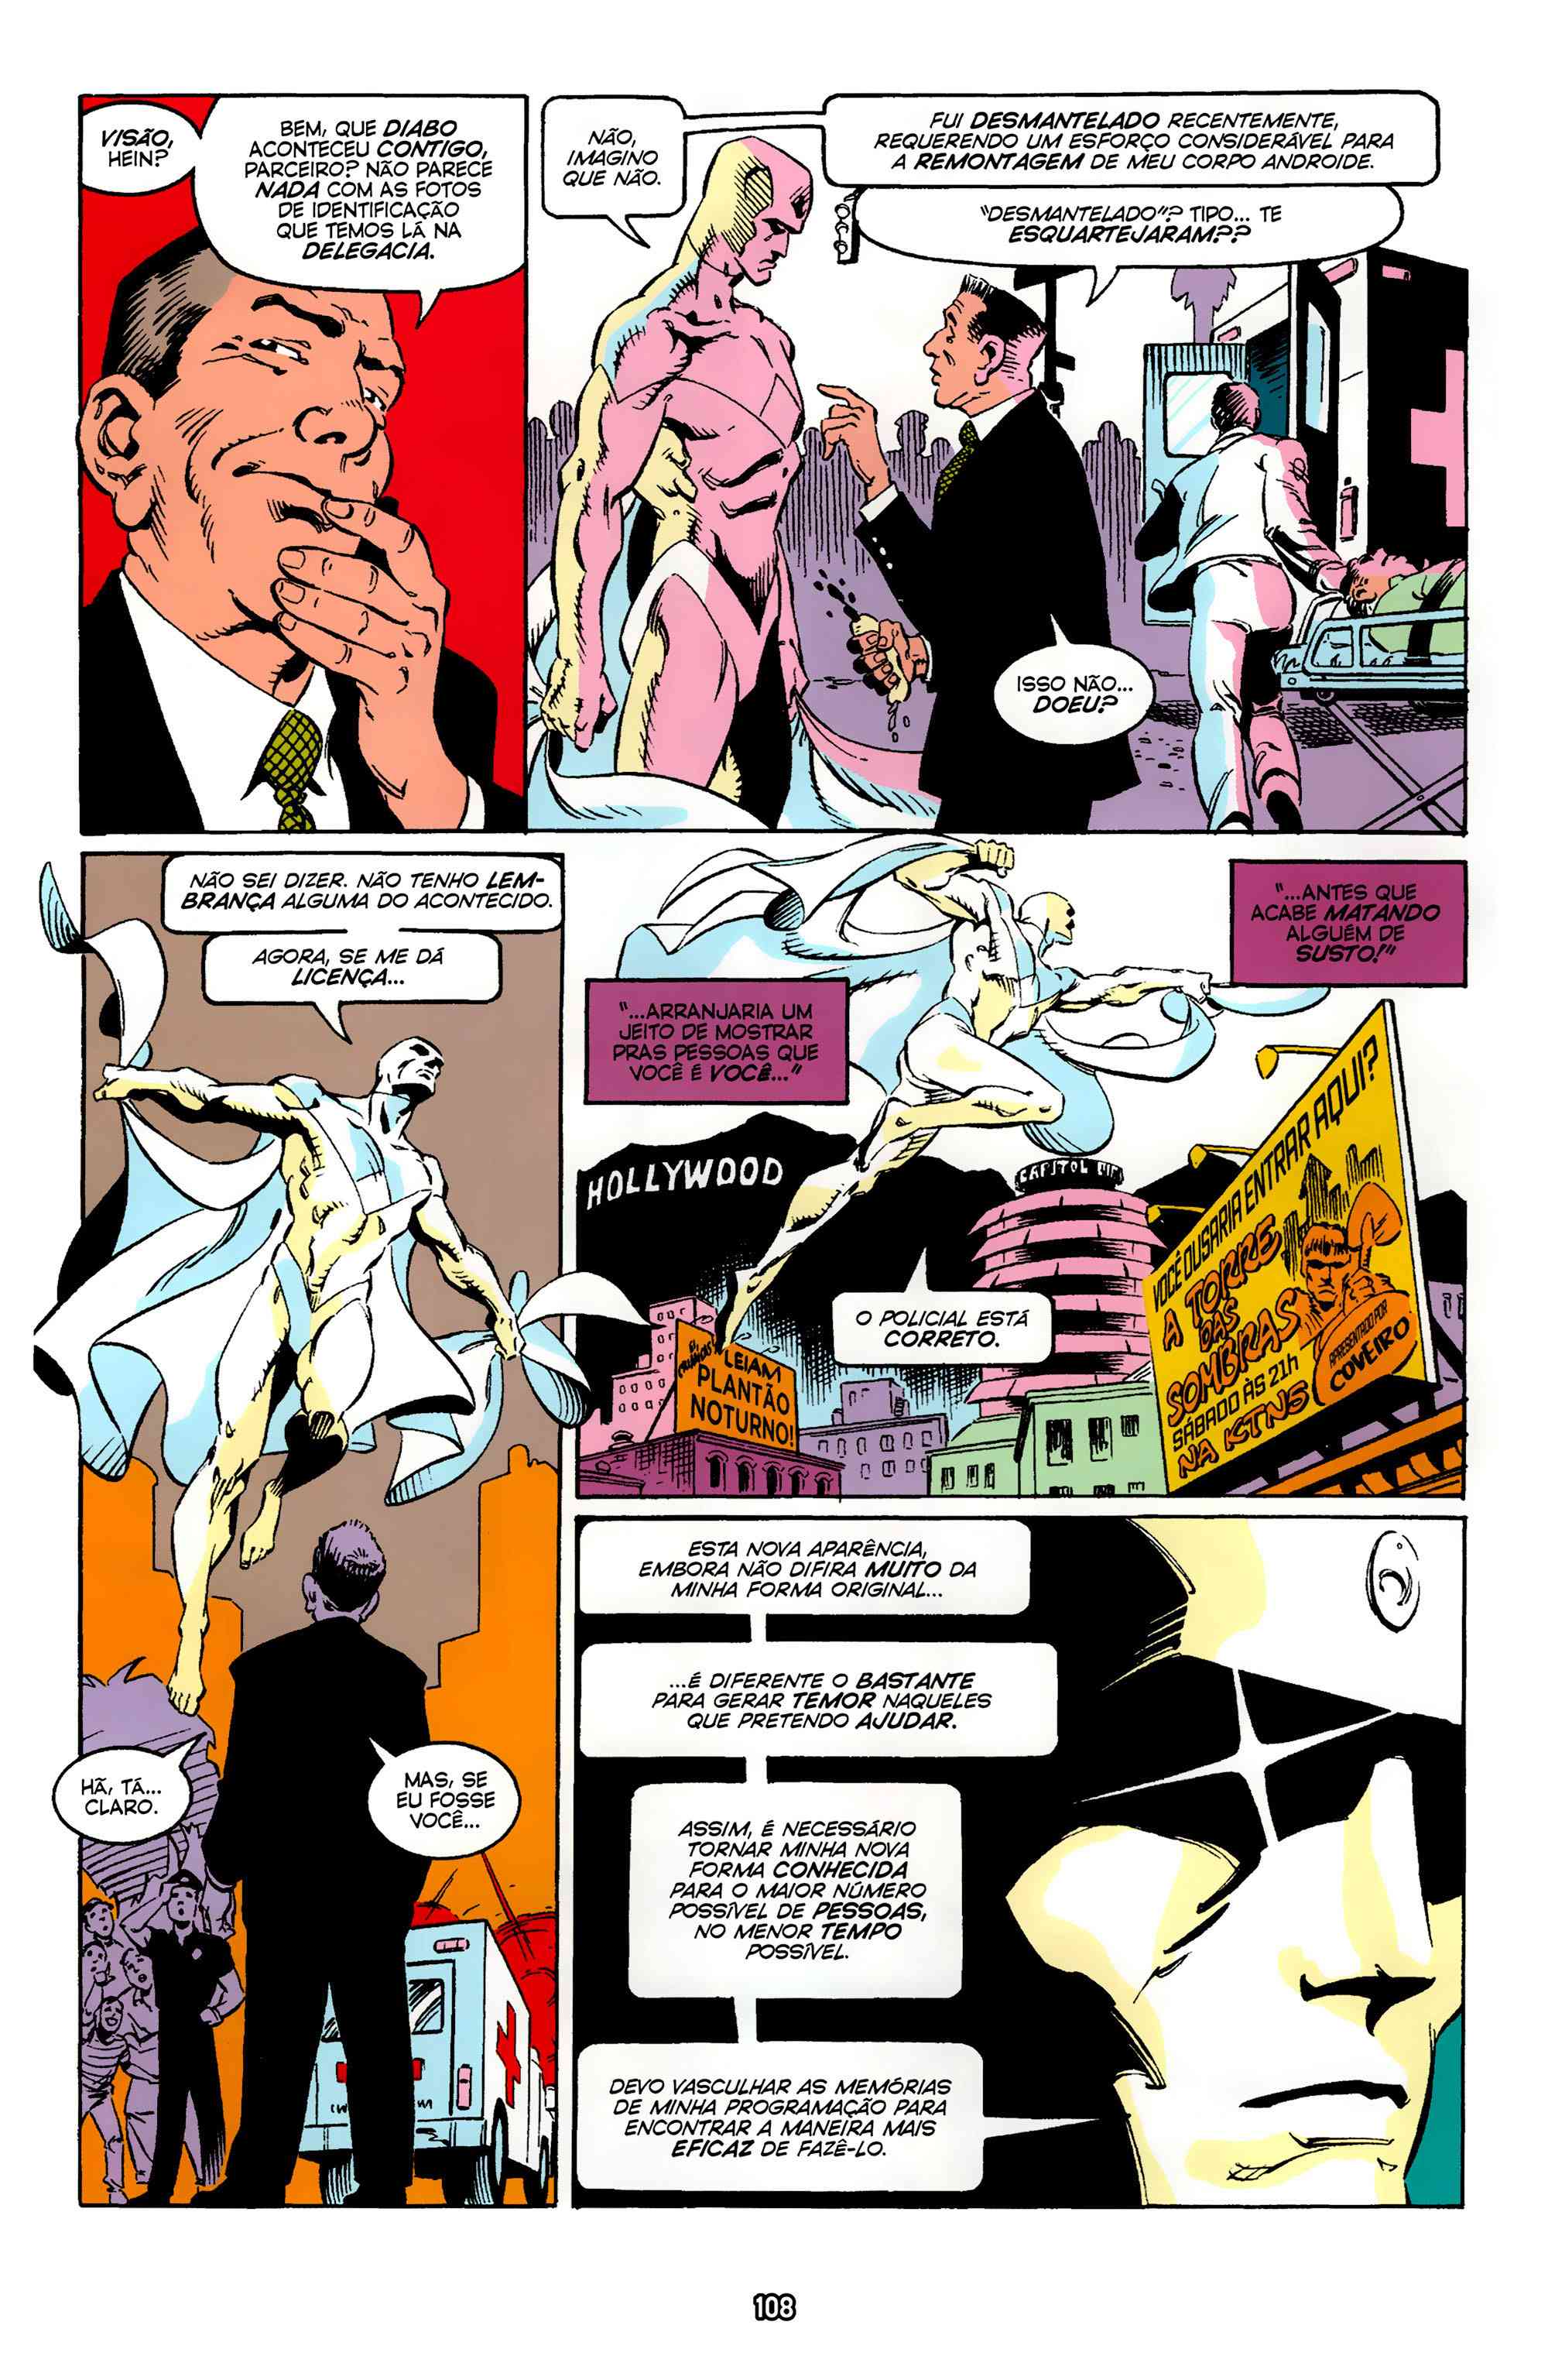 VISÃO,
HEIN?
BEM, QUE DIABO
ACONTECEU CONTIGO,
PARCEIRO? NÃO PARECE
NADA COM AS FOTOS
DE IDENTIFICAÇÃO
QUE TEMOS LÁ NA
DELEGACIA.
NÃO,
IMAGINO
QUE NÃO.
FUI DESMANTELADO RECENTEMENTE,
REQUERENDO UM ESFORÇO CONSIDERÁVEL PARA
A REMONTAGEM DE MEU CORPO ANDROIDE.
"DESMANTELADO"? TIPO... TE
ESQUARTEJARAM??
ISSO NÃO...
DOEU?
NÃO SEI DIZER. NÃO TENHO LEM-
BRANÇA ALGUMA DO ACONTECIDO.
AGORA, SE ME DÁ
LICENÇA...
HÃ, TÁ...
CLARO.
MAS, SE
EU FOSSE
VOCÊ...
"...ARRANJARIA UM
JEITO DE MOSTRAR
PRAS PESSOAS QUE
VOCÊ É VOCÊ..."
"...ANTES QUE
ACABE MATANDO
ALGUÉM DE
SUSTO!"
HOLLYWOOD
CAPITOL
O POLICIAL ESTÁ
CORRETO.
LEIAM
PLANTÃO
NOTURNO!
VOCÊ OUSARIA ENTRAR AQUI?
A TORRE
DAS
SOMBRAS
SÁBADO ÀS 21h
NA KTNS
APRESENTADO POR
COVEIRO
ESTA NOVA APARÊNCIA,
EMBORA NÃO DIFIRA MUITO DA
MINHA FORMA ORIGINAL...
...É DIFERENTE O BASTANTE
PARA GERAR TEMOR NAQUELES
QUE PRETENDO AJUDAR.
ASSIM, É NECESSÁRIO
TORNAR MINHA NOVA
FORMA CONHECIDA
PARA O MAIOR NÚMERO
POSSÍVEL DE PESSOAS,
NO MENOR TEMPO
POSSÍVEL.
DEVO VASCULHAR AS MEMÓRIAS
DE MINHA PROGRAMAÇÃO PARA
ENCONTRAR A MANEIRA MAIS
EFICAZ DE FAZÊ-LO.
108